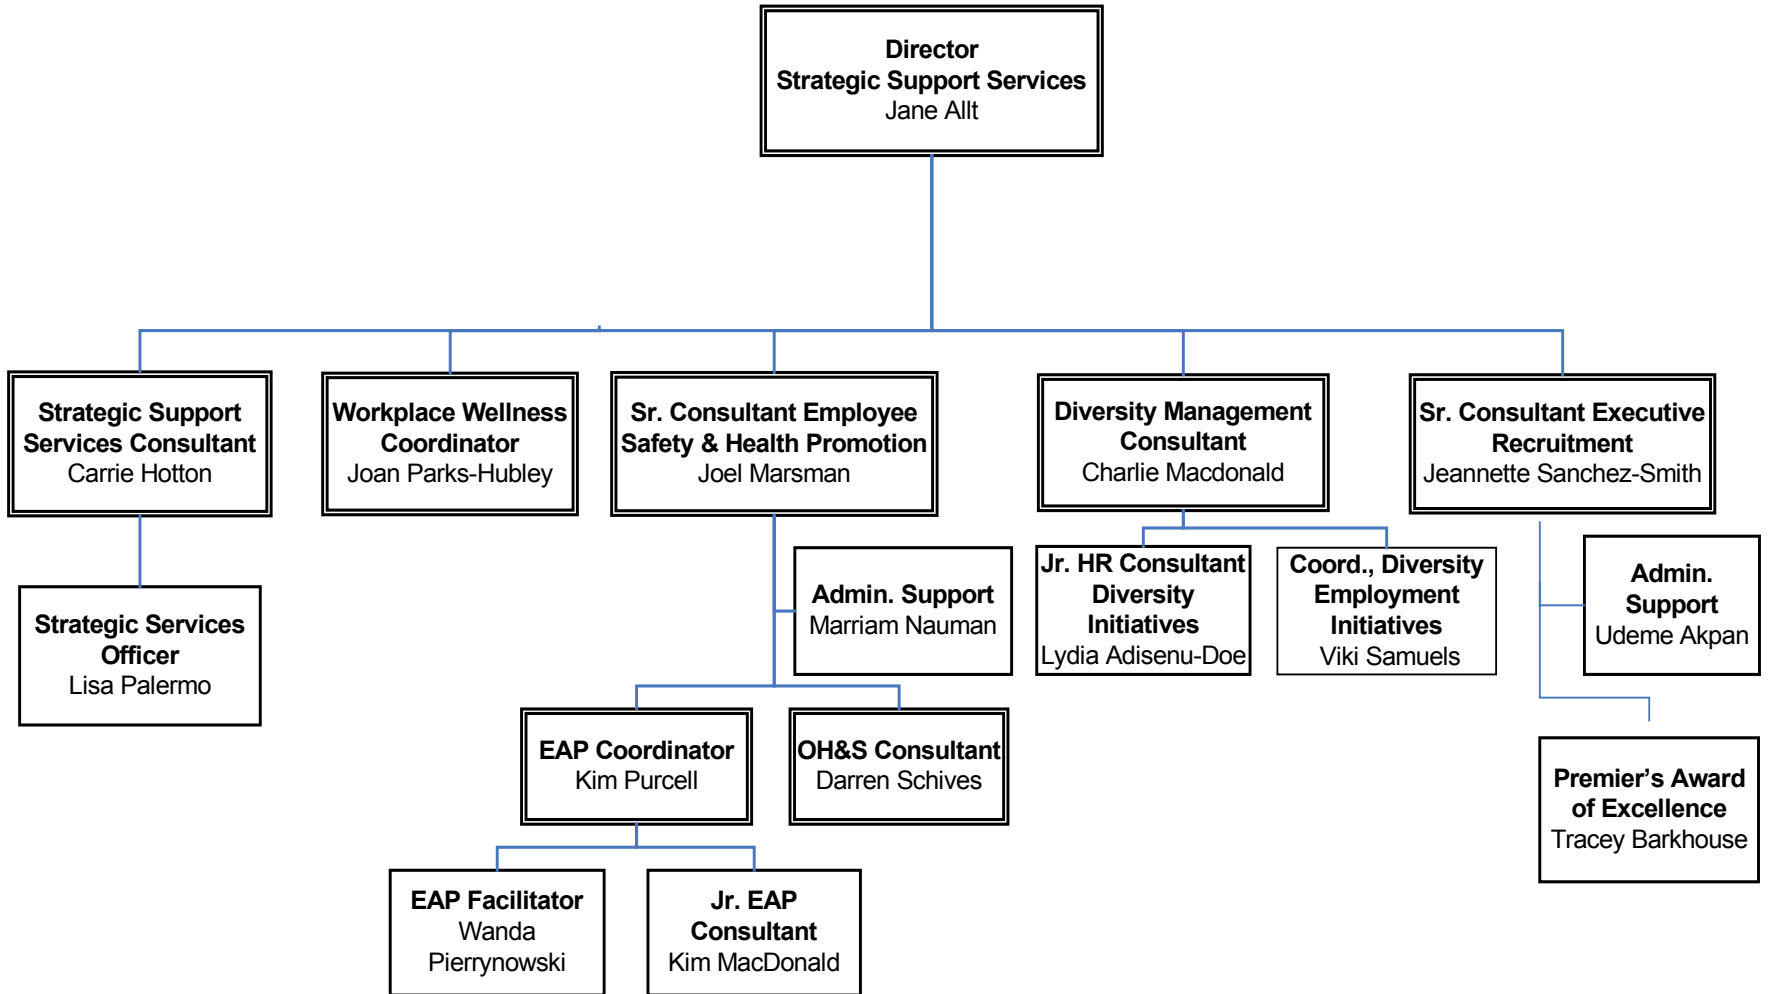 Director
Strategic Support Services
Jane Allt
Strategic Support
Services Consultant
Carrie Hotton
Workplace Wellness
Coordinator
Joan Parks-Hubley
Sr. Consultant Employee
Safety & Health Promotion
Joel Marsman
Diversity Management
Consultant
Charlie Macdonald
Sr. Consultant Executive
Recruitment
Jeannette Sanchez-Smith
Strategic Services
Officer
Lisa Palermo
Admin. Support
Marriam Nauman
Jr. HR Consultant
Diversity
Initiatives
Lydia Adisenu-Doe
Coord., Diversity
Employment
Initiatives
Viki Samuels
Admin.
Support
Udeme Akpan
EAP Coordinator
Kim Purcell
OH&S Consultant
Darren Schives
Premier’s Award
of Excellence
Tracey Barkhouse
EAP Facilitator
Wanda
Pierrynowski
Jr. EAP
Consultant
Kim MacDonald